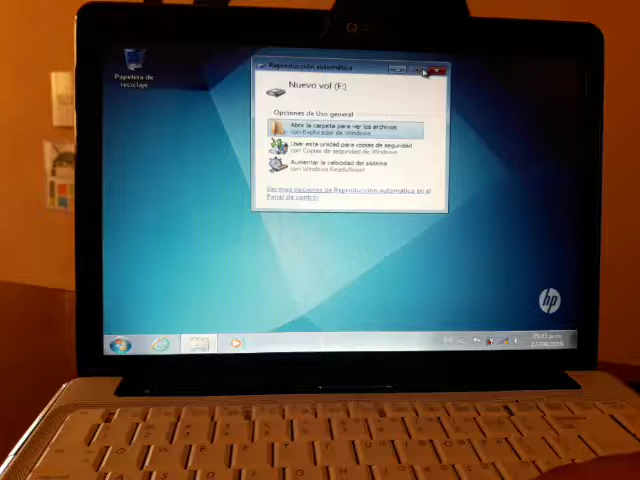 Papelera de
reciclaje
Reproducción automática
Nuevo vol (F:)
Opciones de Uso general
Abrir la carpeta para ver los archivos
con Explorador de Windows
Usar esta unidad para copias de seguridad
con Copias de seguridad de Windows
Aumentar la velocidad del sistema
con Windows ReadyBoost
Ver más opciones de Reproducción automática en el
Panel de control
hp